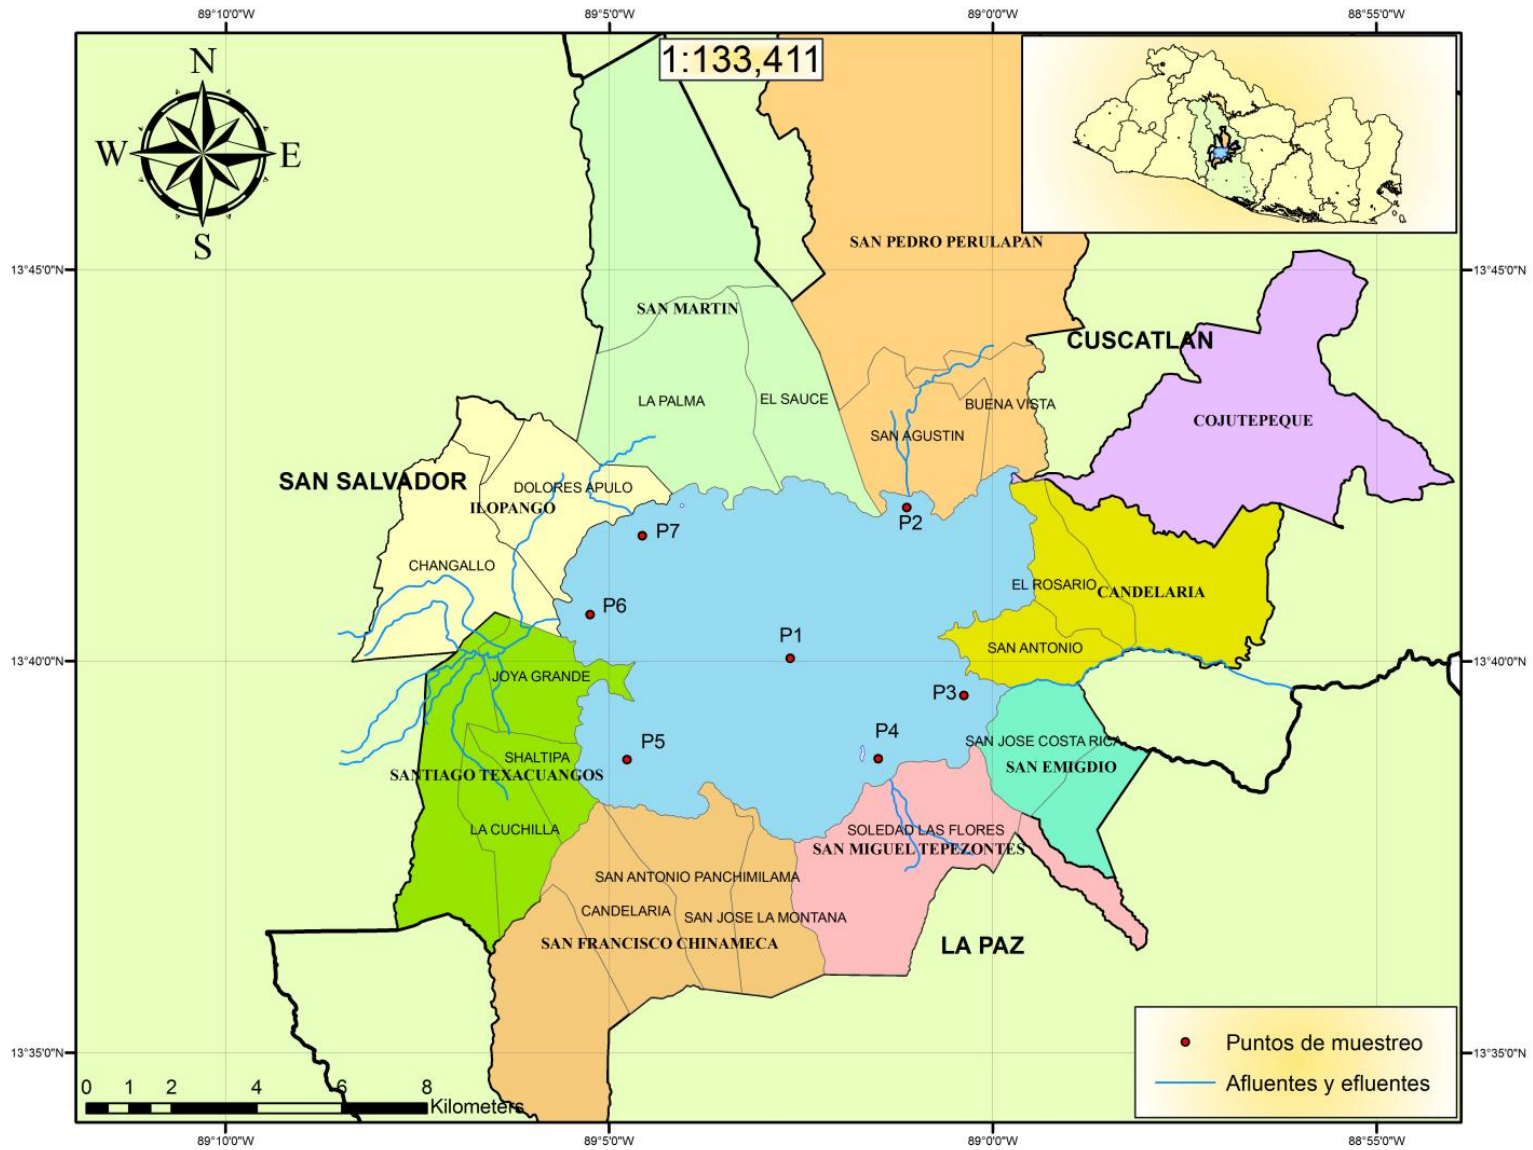 89°10'0"W
89°5'0"W
89°0'0"W
88°55'0"W
1:133,411
N
W
E
S
13°45'0"N
13°45'0"N
SAN PEDRO PERULAPAN
SAN MARTIN
CUSCATLAN
LA PALMA
EL SAUCE
BUENA VISTA
COJUTEPEQUE
SAN AGUSTIN
SAN SALVADOR
DOLORES APULO
ILOPANGO
P2
P7
CHANGALLO
EL ROSARIO
CANDELARIA
P6
P1
SAN ANTONIO
13°40'0"N
13°40'0"N
JOYA GRANDE
P3
P4
P5
SAN JOSE COSTA RICA
SHALTIPA
SAN EMIGDIO
SANTIAGO TEXACUANGOS
LA CUCHILLA
SOLEDAD LAS FLORES
SAN MIGUEL TEPEZONTES
SAN ANTONIO PANCHIMILAMA
CANDELARIA
SAN JOSE LA MONTANA
SAN FRANCISCO CHINAMECA
LA PAZ
13°35'0"N
13°35'0"N
Puntos de muestreo
Afluentes y efluentes
0 1 2 4 6 8
Kilometers
89°10'0"W
89°5'0"W
89°0'0"W
88°55'0"W